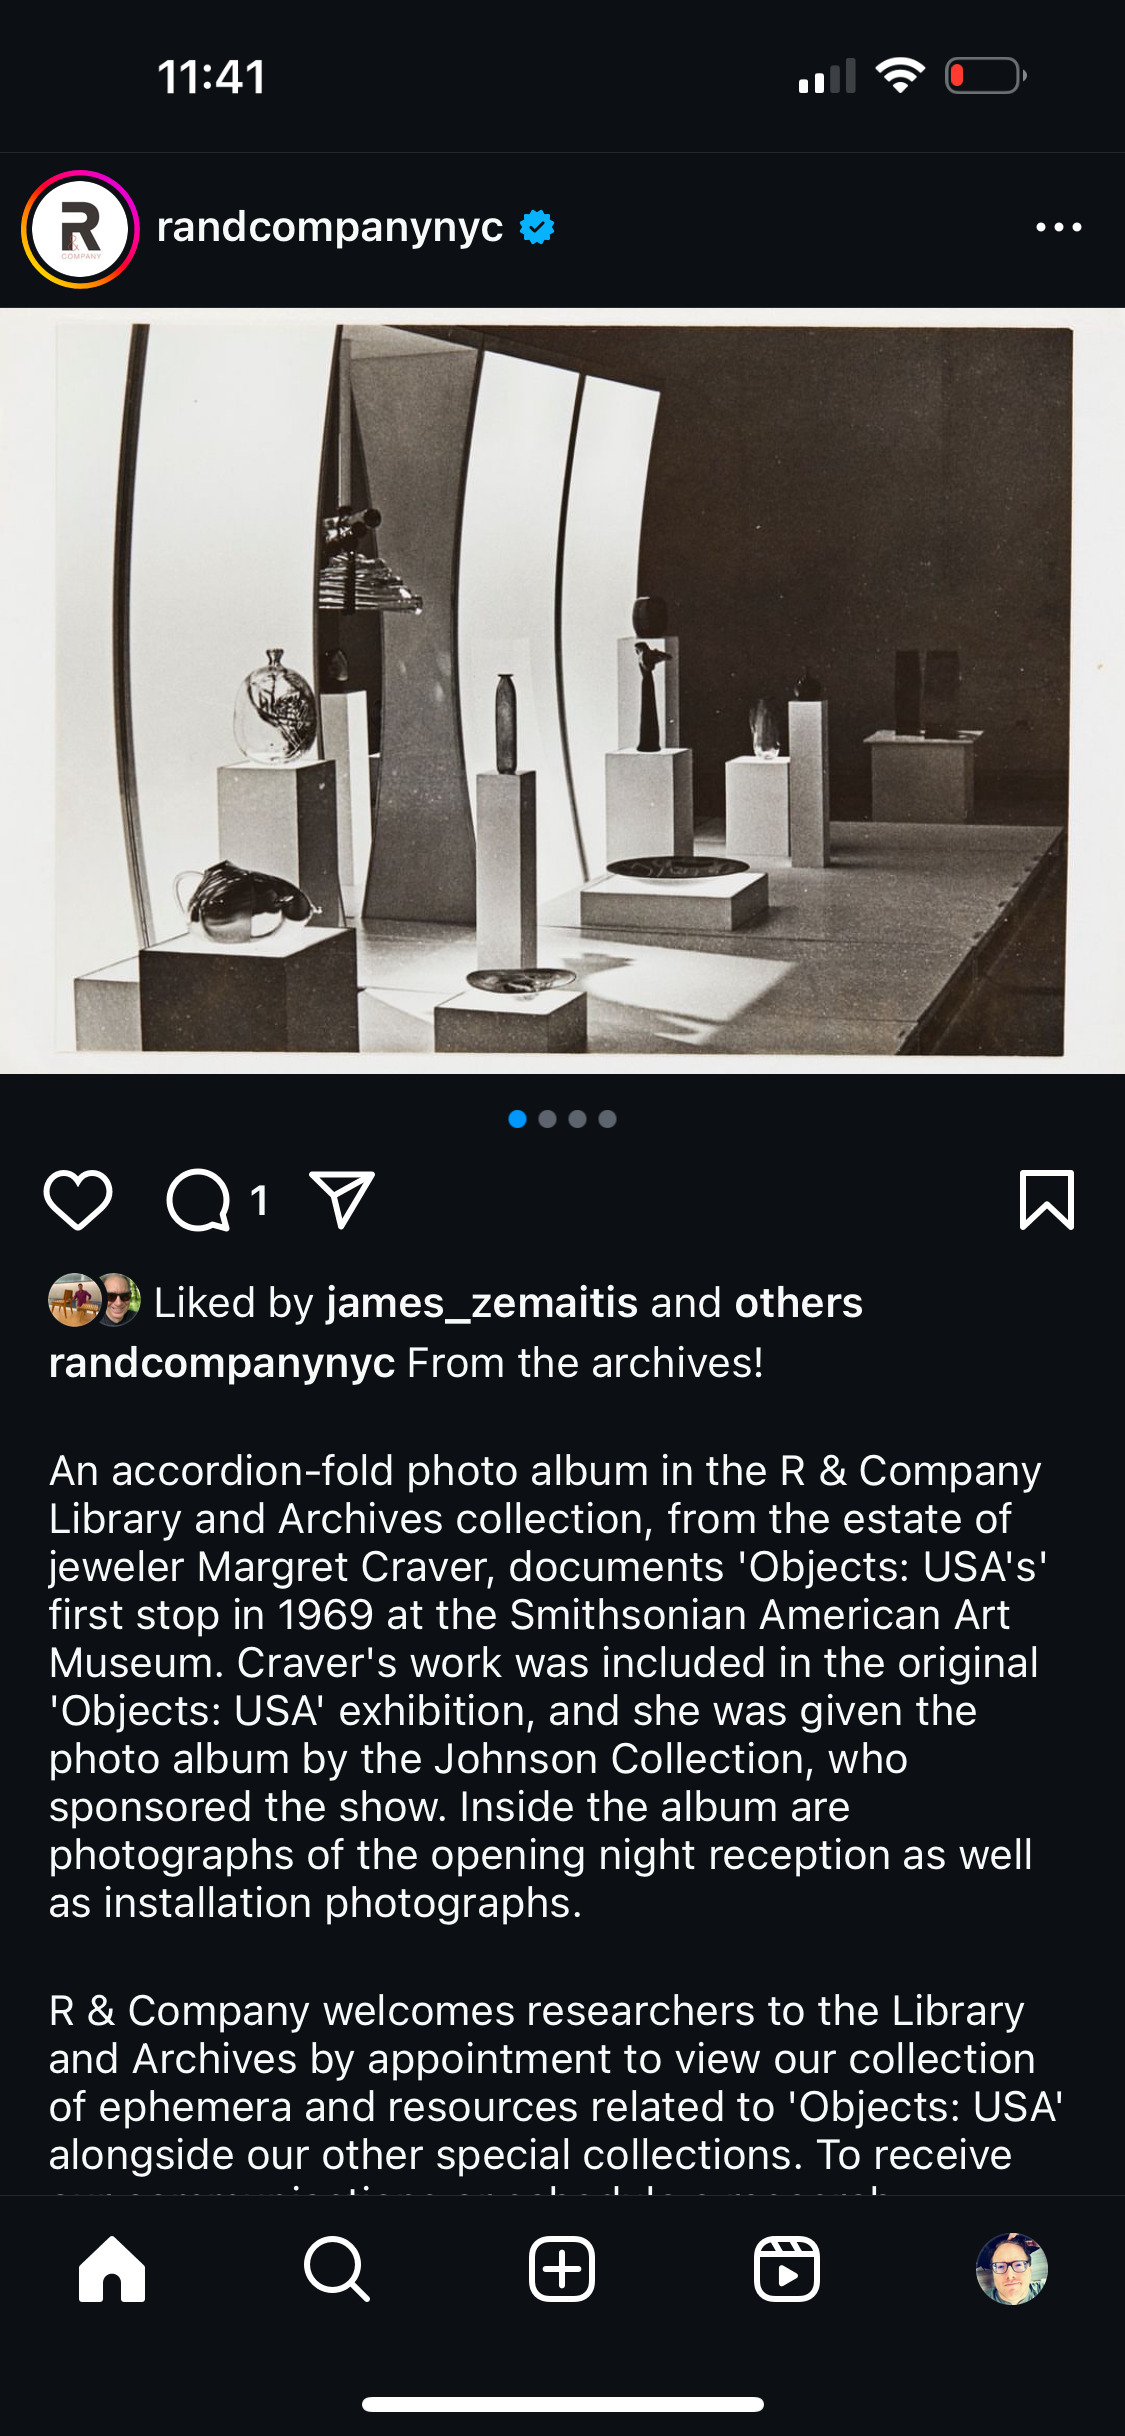 11:41
R
&
COMPANY
randcompanynyc
1
Liked by james_zemaitis and others
randcompanynyc From the archives!
An accordion-fold photo album in the R & Company
Library and Archives collection, from the estate of
jeweler Margret Craver, documents 'Objects: USA's'
first stop in 1969 at the Smithsonian American Art
Museum. Craver's work was included in the original
'Objects: USA' exhibition, and she was given the
photo album by the Johnson Collection, who
sponsored the show. Inside the album are
photographs of the opening night reception as well
as installation photographs.
R & Company welcomes researchers to the Library
and Archives by appointment to view our collection
of ephemera and resources related to 'Objects: USA'
alongside our other special collections. To receive